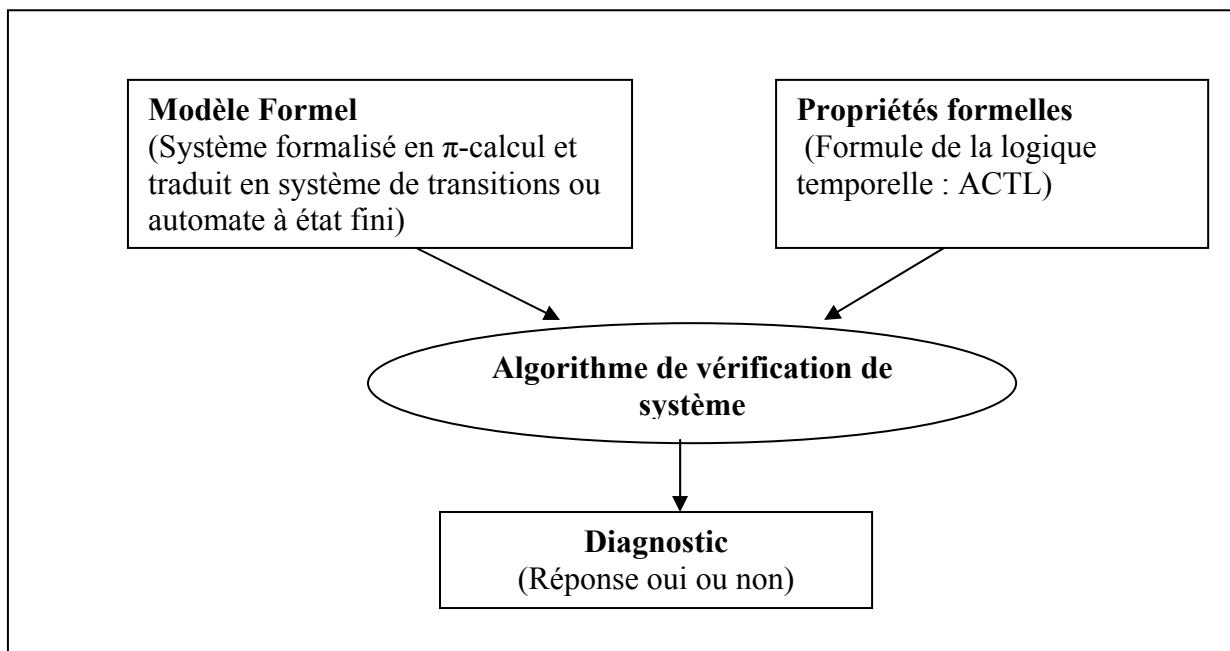 Modèle Formel
(Système formalisé en π-calcul et
traduit en système de transitions ou
automate à état fini)
Propriétés formelles
(Formule de la logique
temporelle : ACTL)
Algorithme de vérification de
système
Diagnostic
(Réponse oui ou non)